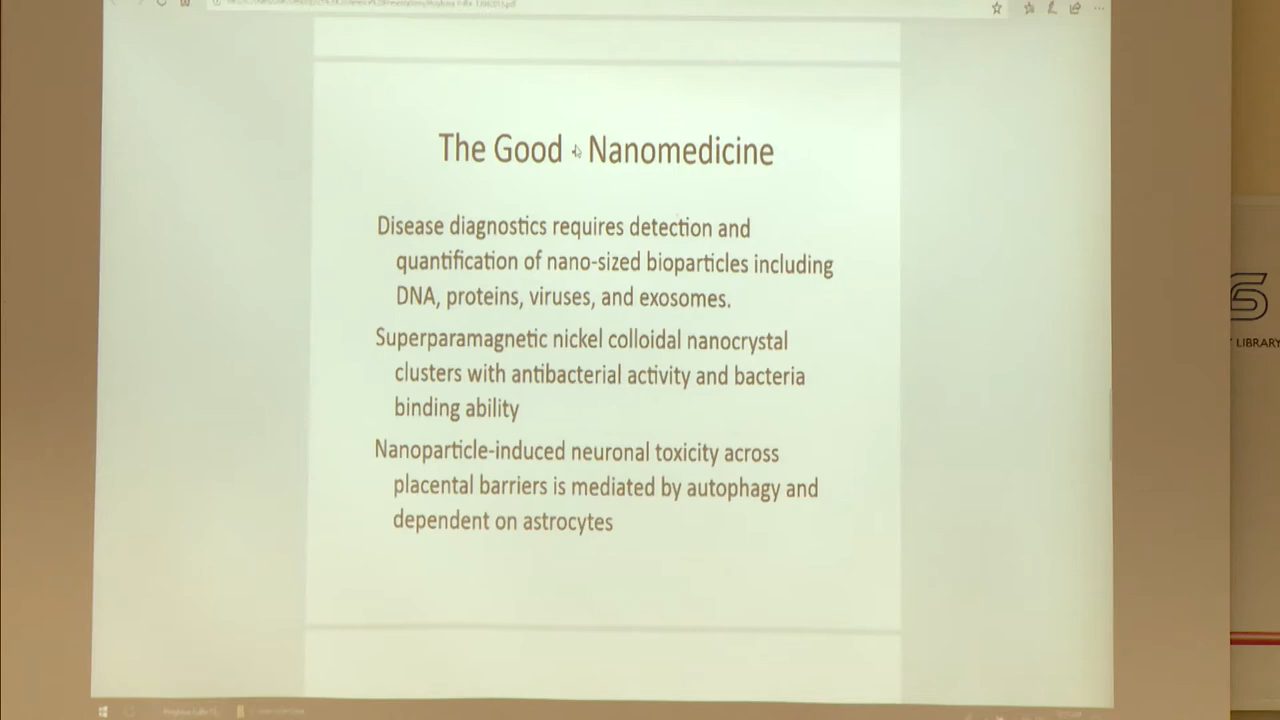 The Good - Nanomedicine
Disease diagnostics requires detection and
quantification of nano-sized bioparticles including
DNA, proteins, viruses, and exosomes.
Superparamagnetic nickel colloidal nanocrystal
clusters with antibacterial activity and bacteria
binding ability
Nanoparticle-induced neuronal toxicity across
placental barriers is mediated by autophagy and
dependent on astrocytes
LIBRARY